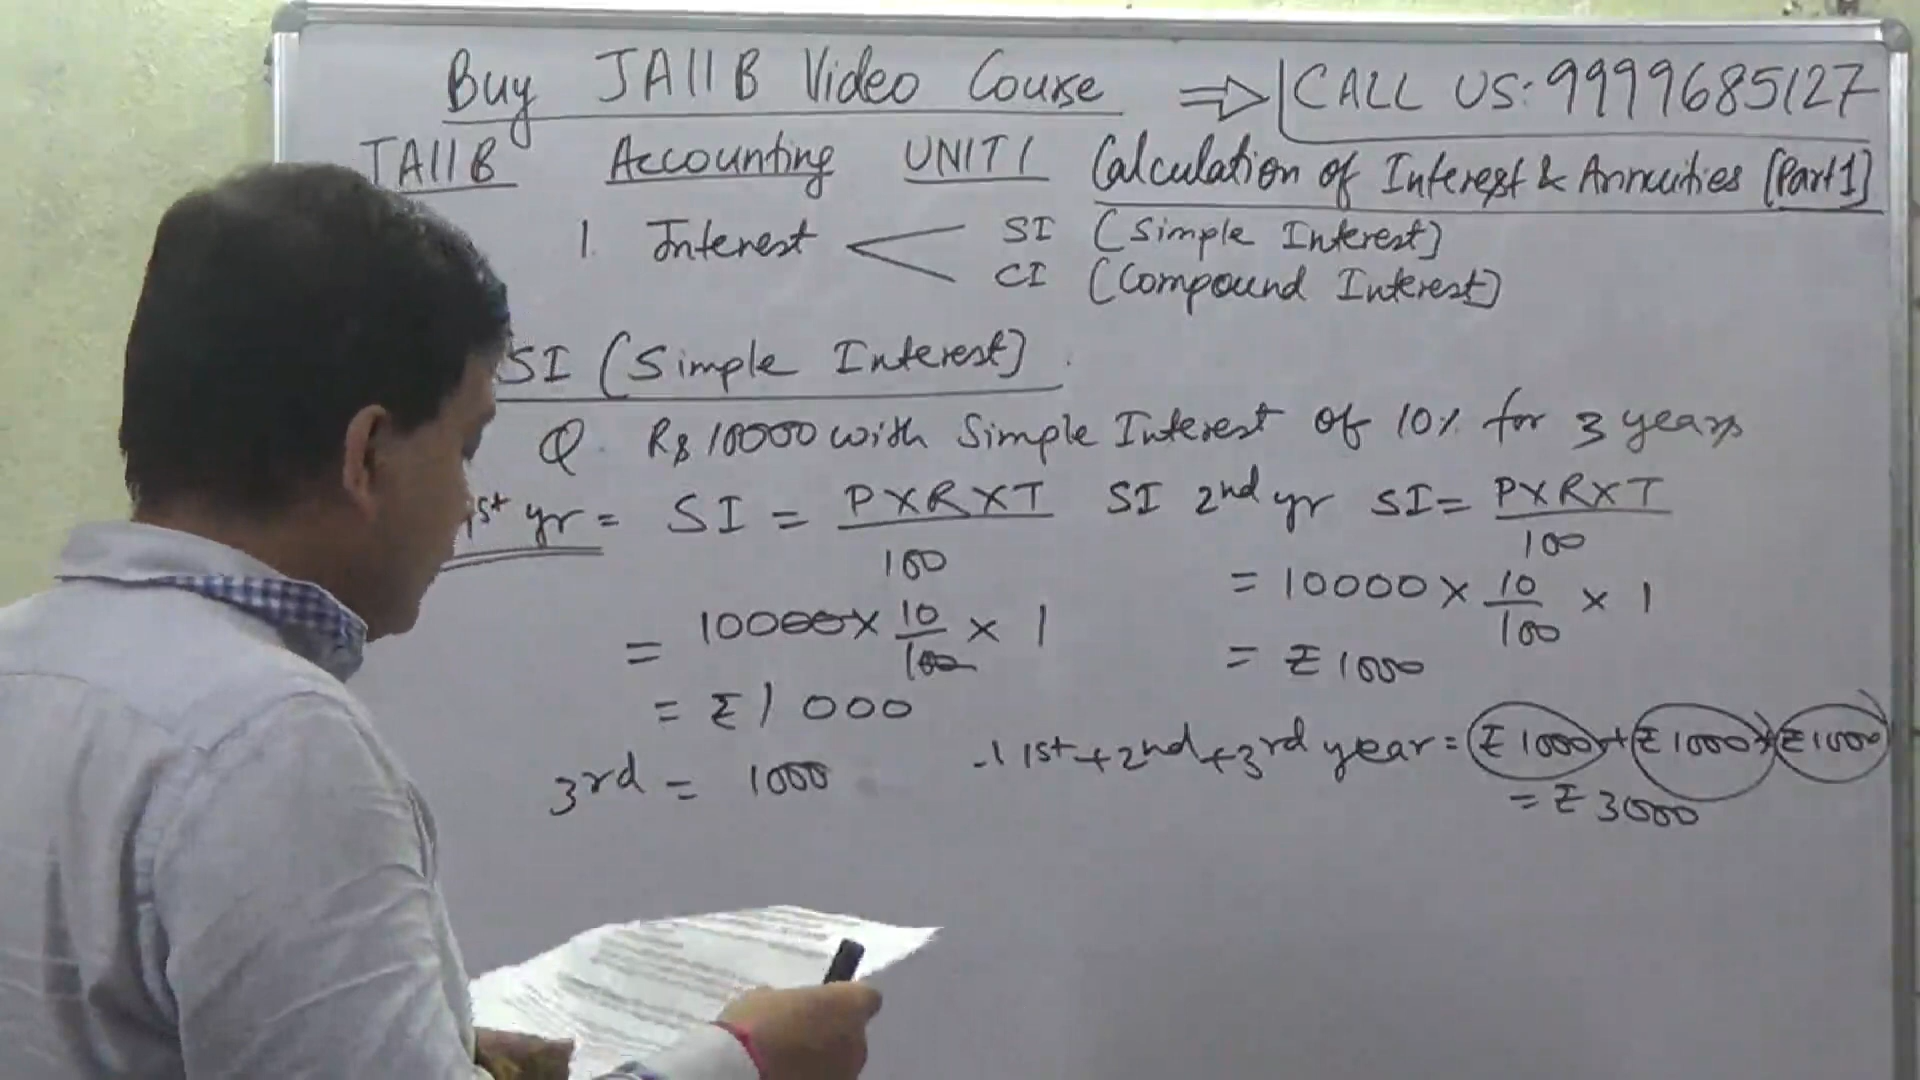 Buy JAIIB Video Course ⇒ CALL US: 9999685127
JAIIB Accounting UNIT 1 Calculation of Interest & Annuities [Part 1]
1. Interest < SI (Simple Interest)
CI (Compound Interest)
SI (Simple Interest)
Q. Rs 10000 with Simple Interest of 10% for 3 years
1st yr = SI = PXRXT SI 2nd yr SI = PXRXT
100 100
= 10000 × 10/100 × 1 = 10000 × 10/100 × 1
= ₹ 1000 = ₹ 1000
3rd = 1000 1st + 2nd + 3rd year = ₹ 1000 + ₹ 1000 + ₹ 1000
= ₹ 3000